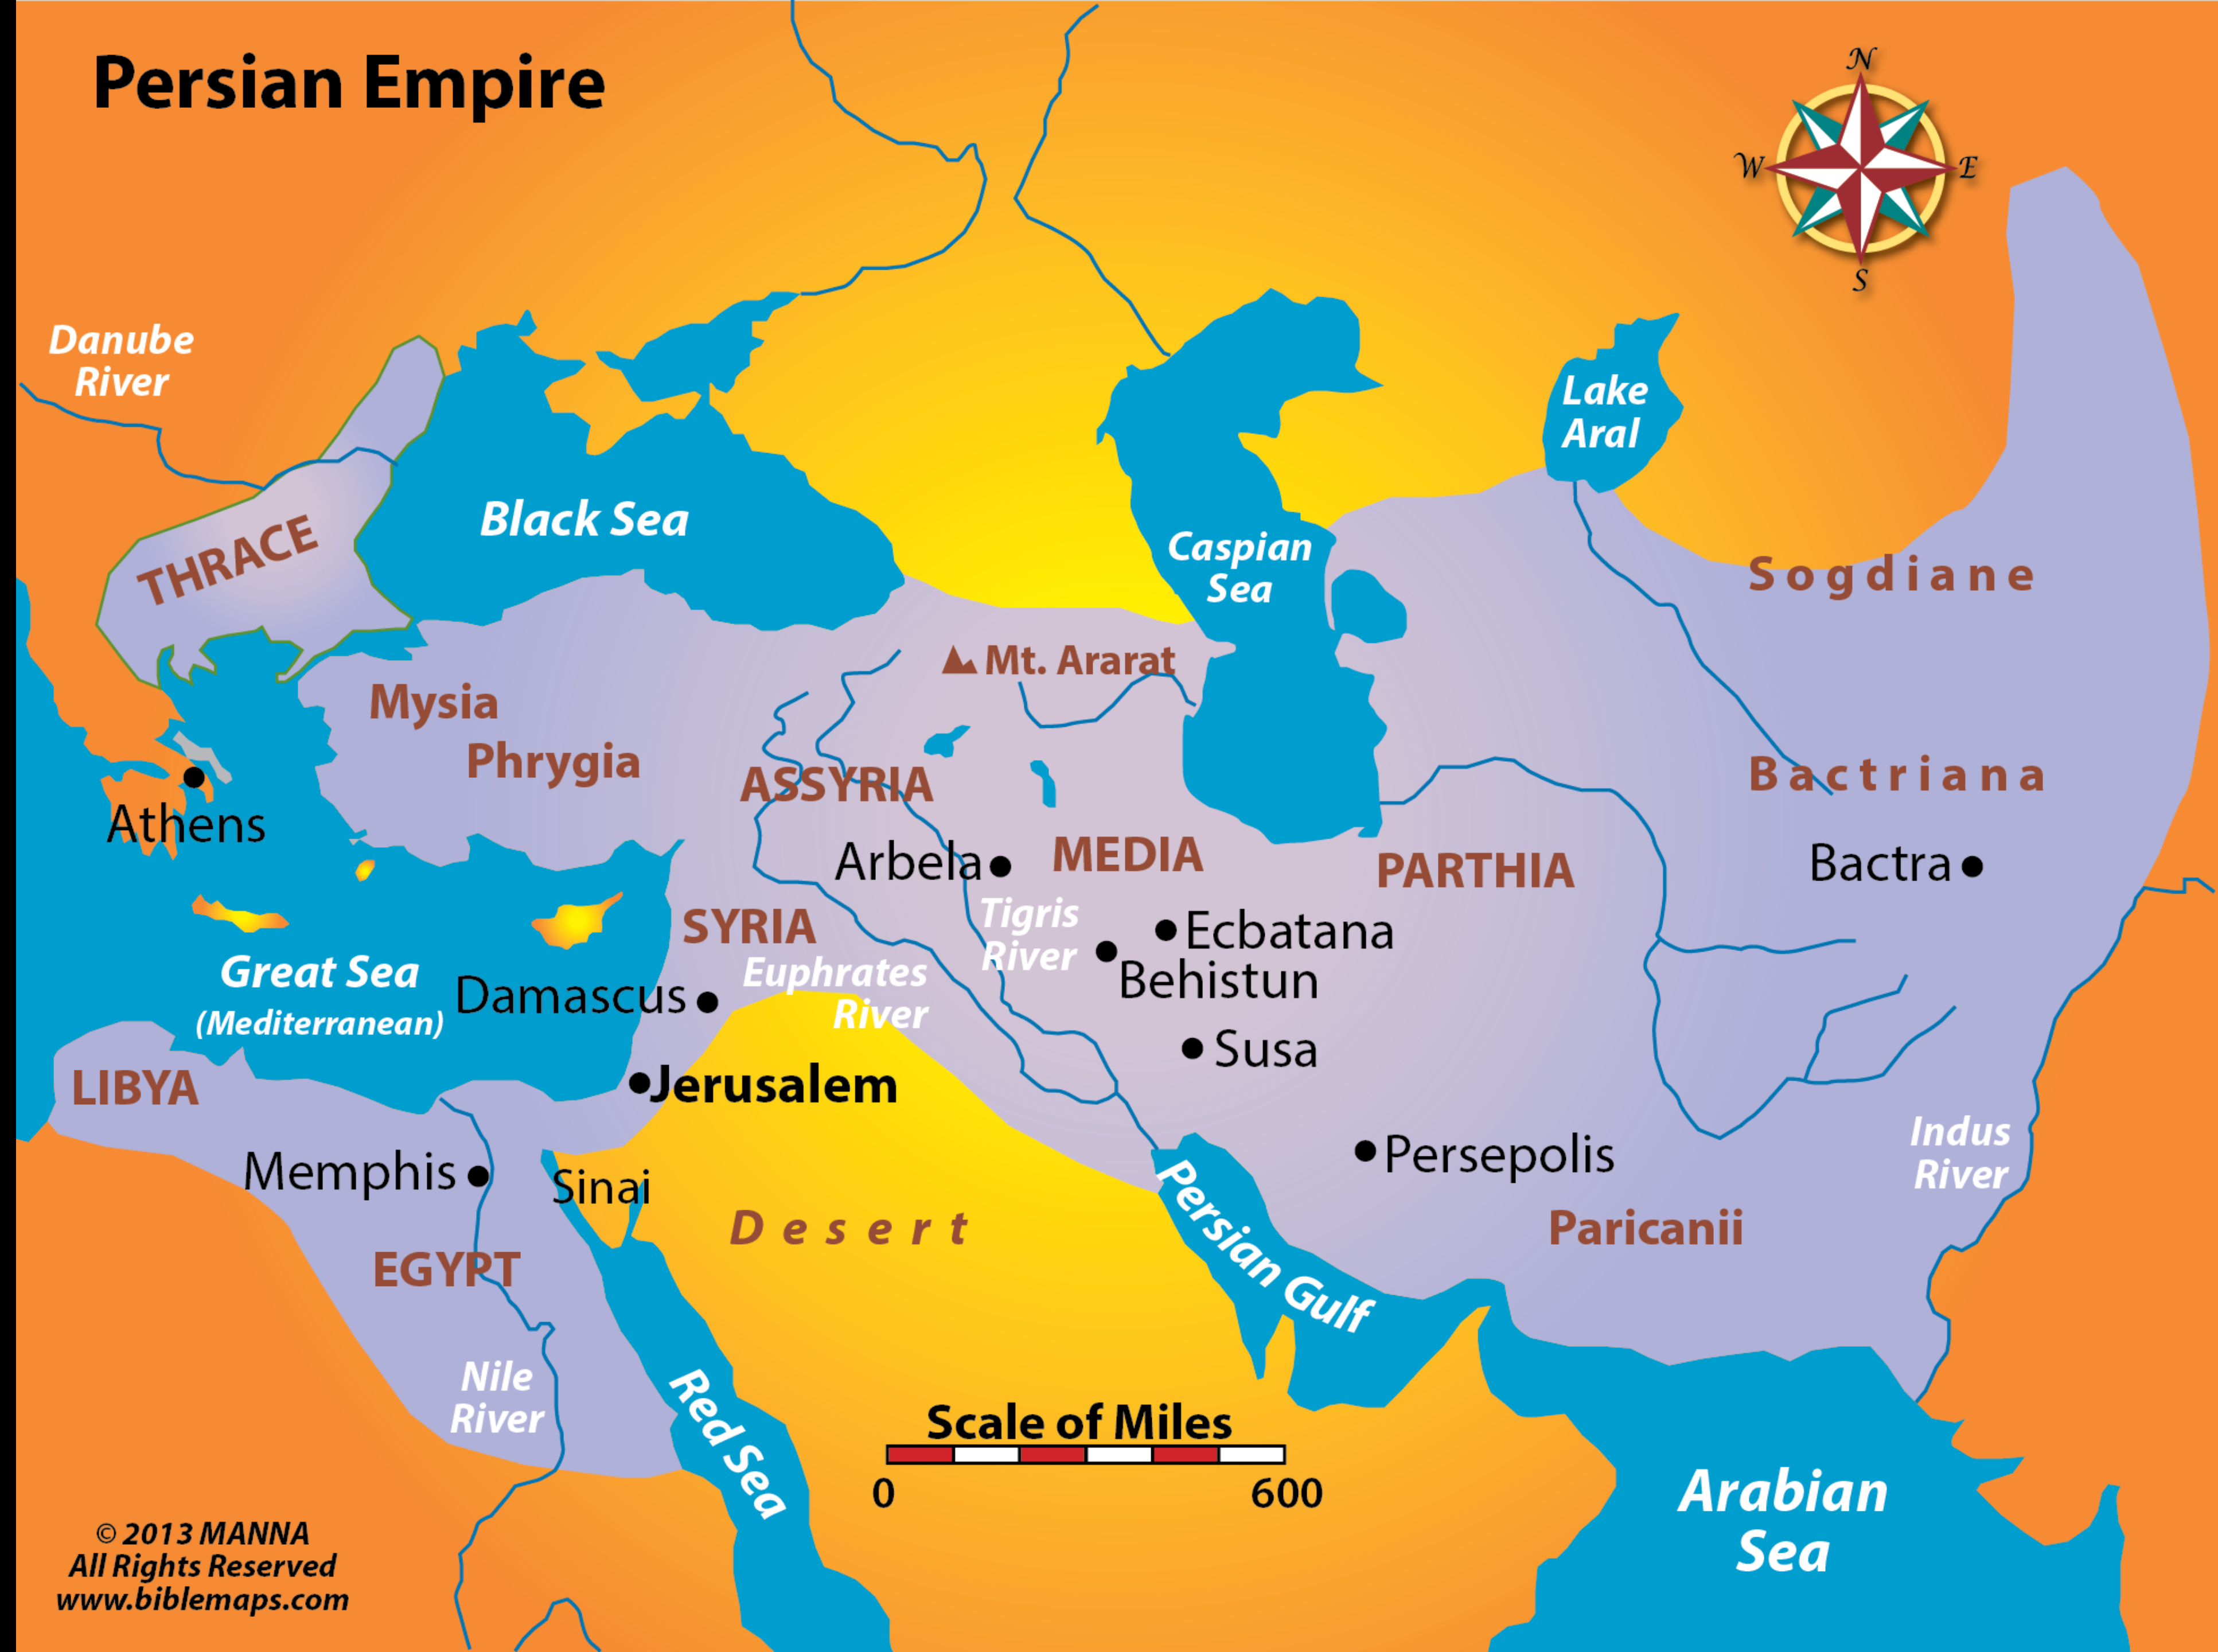 Persian Empire
N
W
E
S
Danube
River
Lake
Aral
Black Sea
THRACE
Caspian
Sea
Sogdiane
Mt. Ararat
Mysia
Phrygia
ASSYRIA
Bactriana
Athens
Arbela
MEDIA
PARTHIA
Bactra
SYRIA
Tigris
River
Ecbatana
Behistun
Great Sea
(Mediterranean)
Damascus
Euphrates
River
Susa
LIBYA
Jerusalem
Indus
River
Memphis
Sinai
Persepolis
Desert
Persian Gulf
Paricanii
EGYPT
Nile
River
Red Sea
Scale of Miles
0
600
Arabian
Sea
© 2013 MANNA
All Rights Reserved
www.biblemaps.com